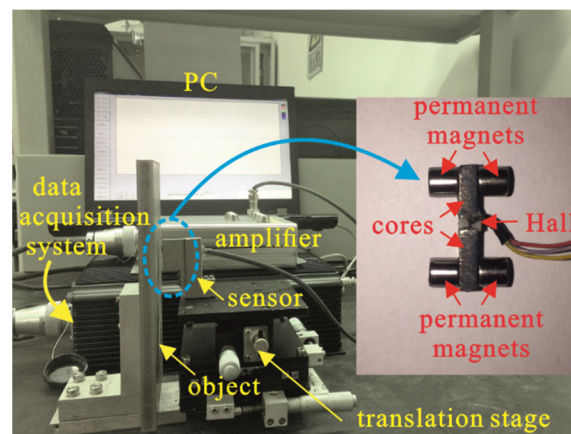 PC
data
acquisition
system
amplifier
sensor
object
translation stage
permanent
magnets
cores
Hall
permanent
magnets